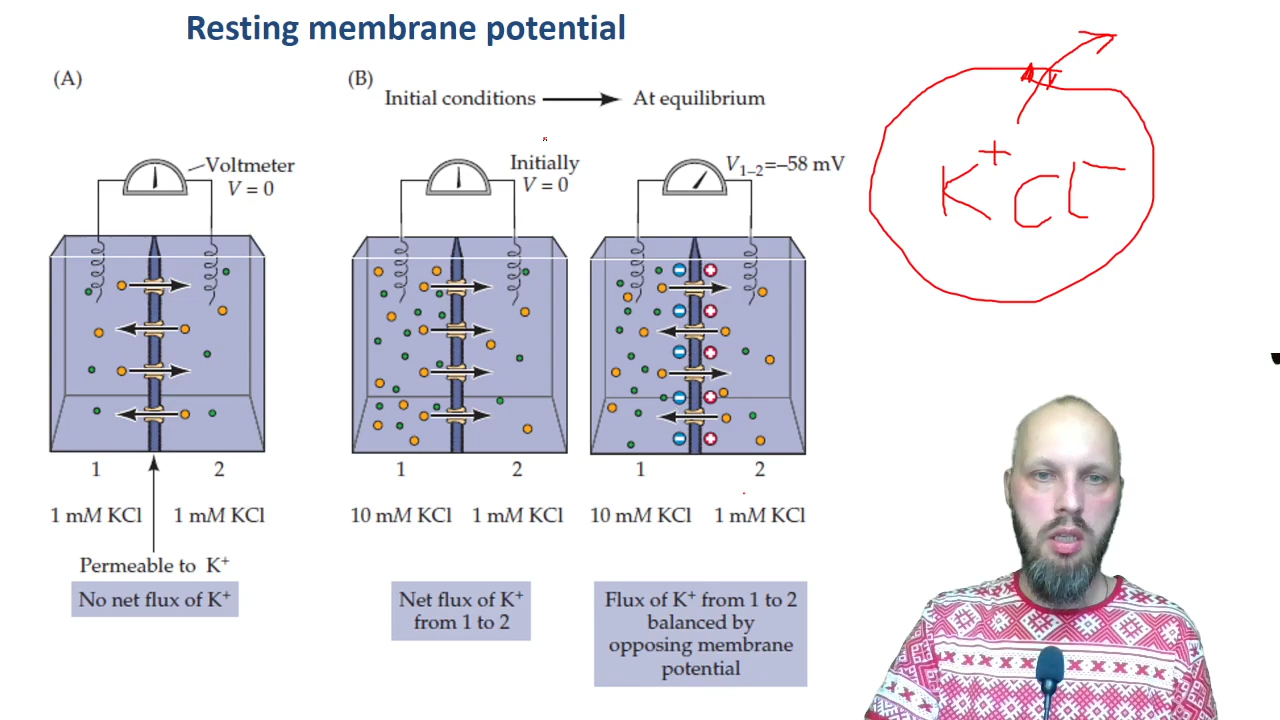 Resting membrane potential
(A)
Voltmeter
V = 0
1
2
1 mM KCl
1 mM KCl
Permeable to K⁺
No net flux of K⁺
(B)
Initial conditions
At equilibrium
Initially
V = 0
1
2
10 mM KCl
1 mM KCl
Net flux of K⁺
from 1 to 2
V₁₋₂=–58 mV
1
2
10 mM KCl
1 mM KCl
Flux of K⁺ from 1 to 2
balanced by
opposing membrane
potential
K⁺ Cl⁻